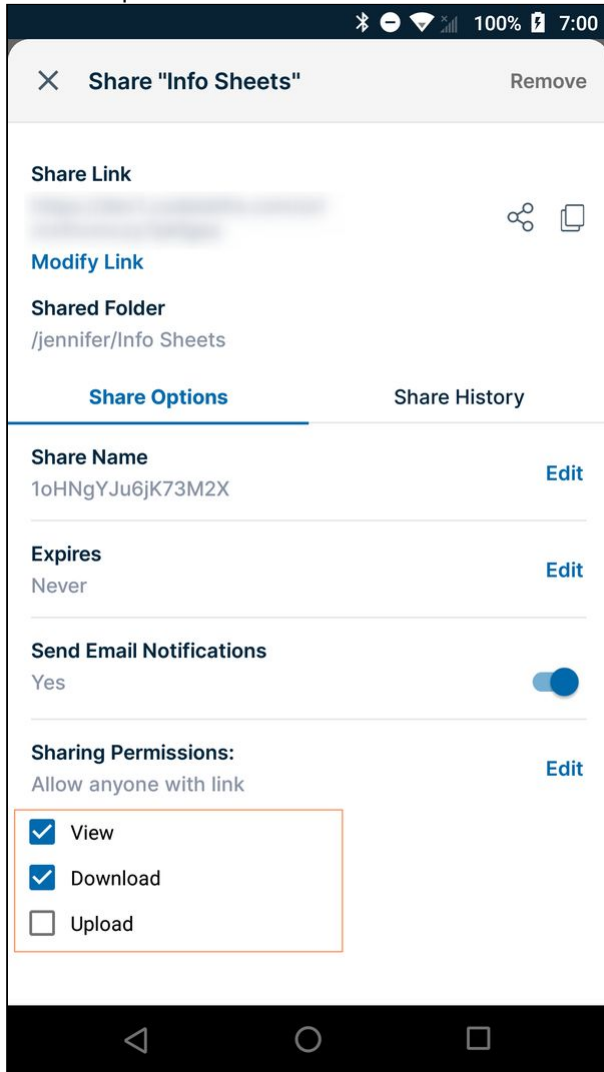 100% 7:00
Share "Info Sheets" Remove
Share Link
Modify Link
Shared Folder
/jennifer/Info Sheets
Share Options Share History
Share Name
1oHNgYJu6jK73M2X
Edit
Expires
Never
Edit
Send Email Notifications
Yes
Sharing Permissions:
Allow anyone with link
Edit
View
Download
Upload